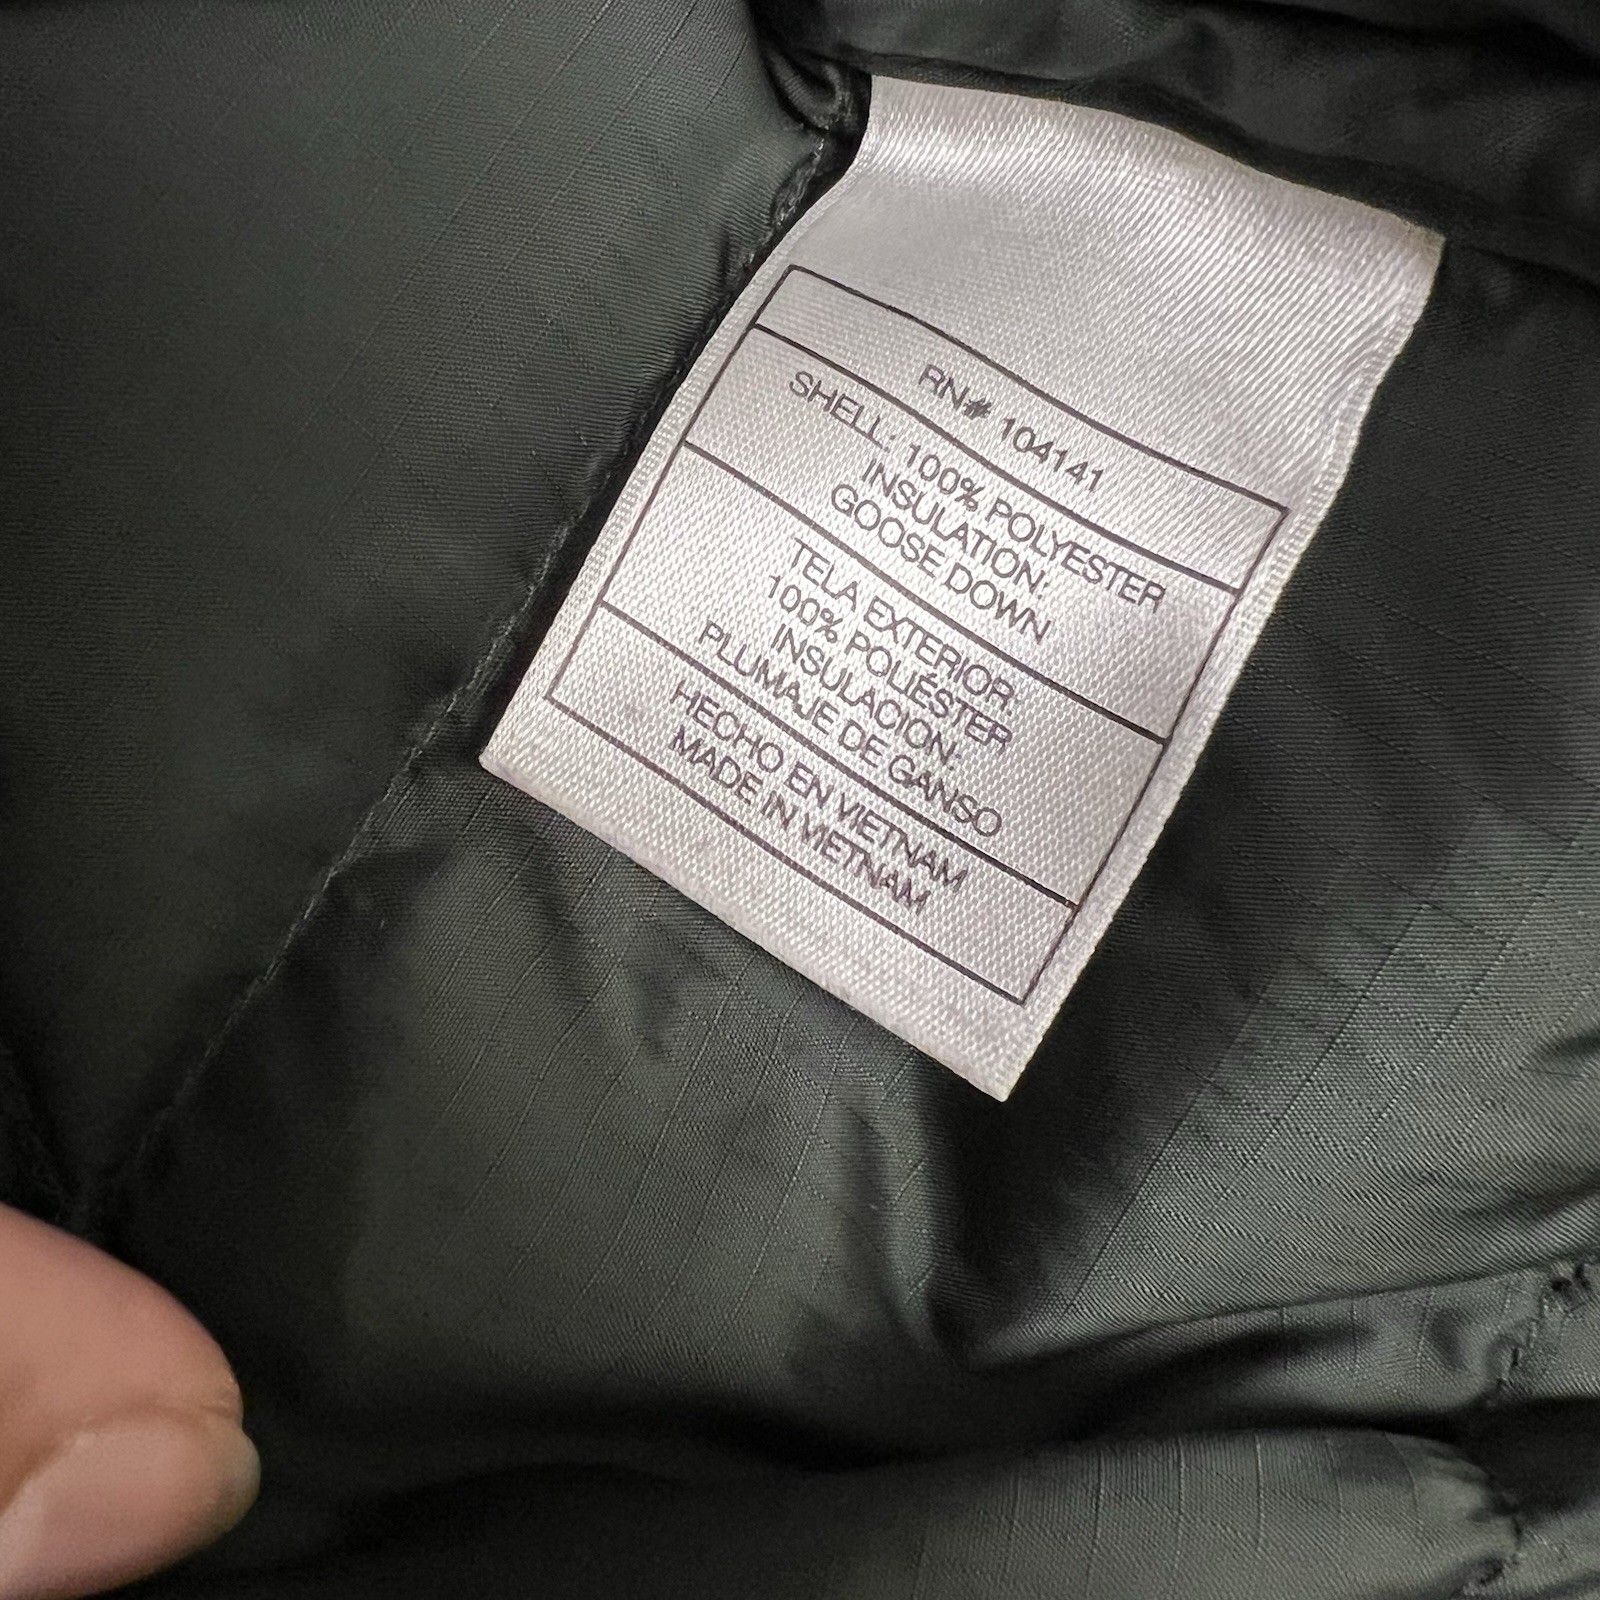 RN# 104141
SHELL: 100% POLYESTER
INSULATION:
GOOSE DOWN
TELA EXTERIOR:
100% POLIÉSTER
INSULACION:
PLUMAJE DE GANSO
HECHO EN VIETNAM
MADE IN VIETNAM